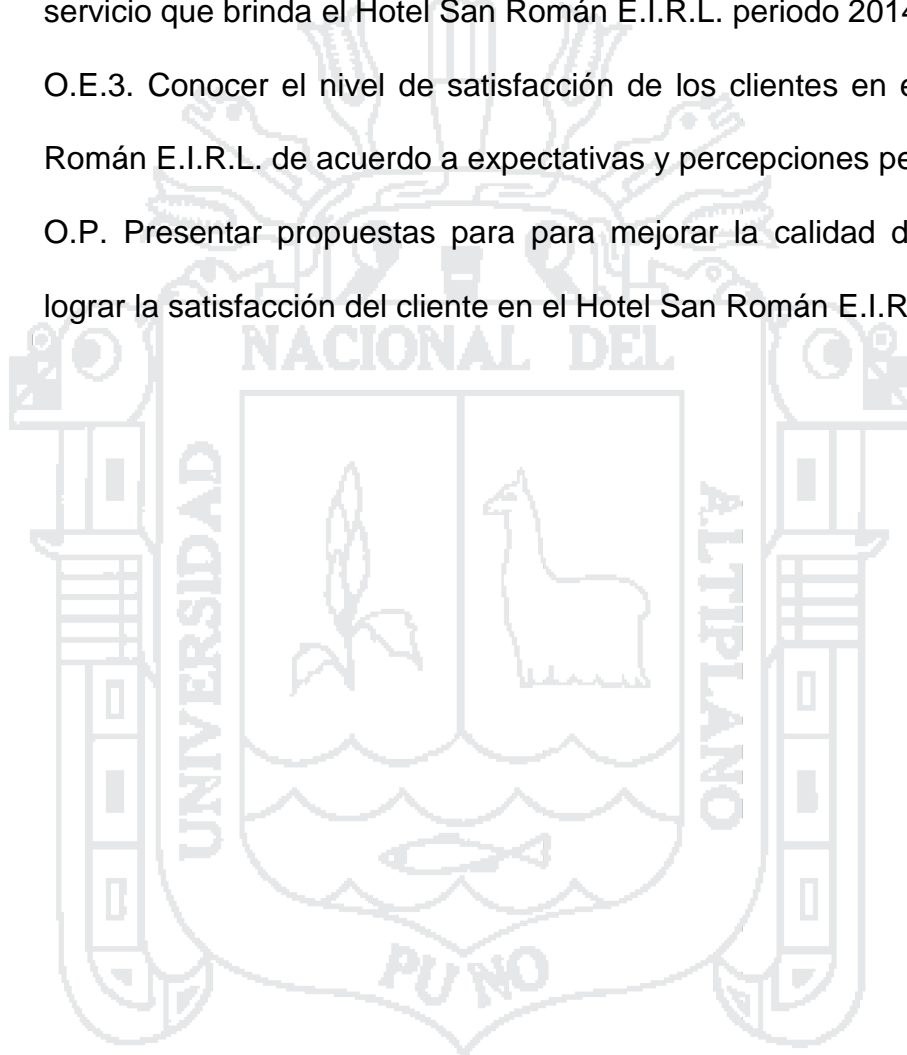 servicio que brinda el Hotel San Román E.I.R.L. periodo 2014
O.E.3. Conocer el nivel de satisfacción de los clientes en
Román E.I.R.L. de acuerdo a expectativas y percepciones
O.P. Presentar propuestas para para mejorar la calidad
lograr la satisfacción del cliente en el Hotel San Román
NACIONAL DEL
UNIVERSIDAD
ALTIPLANO
PUNO